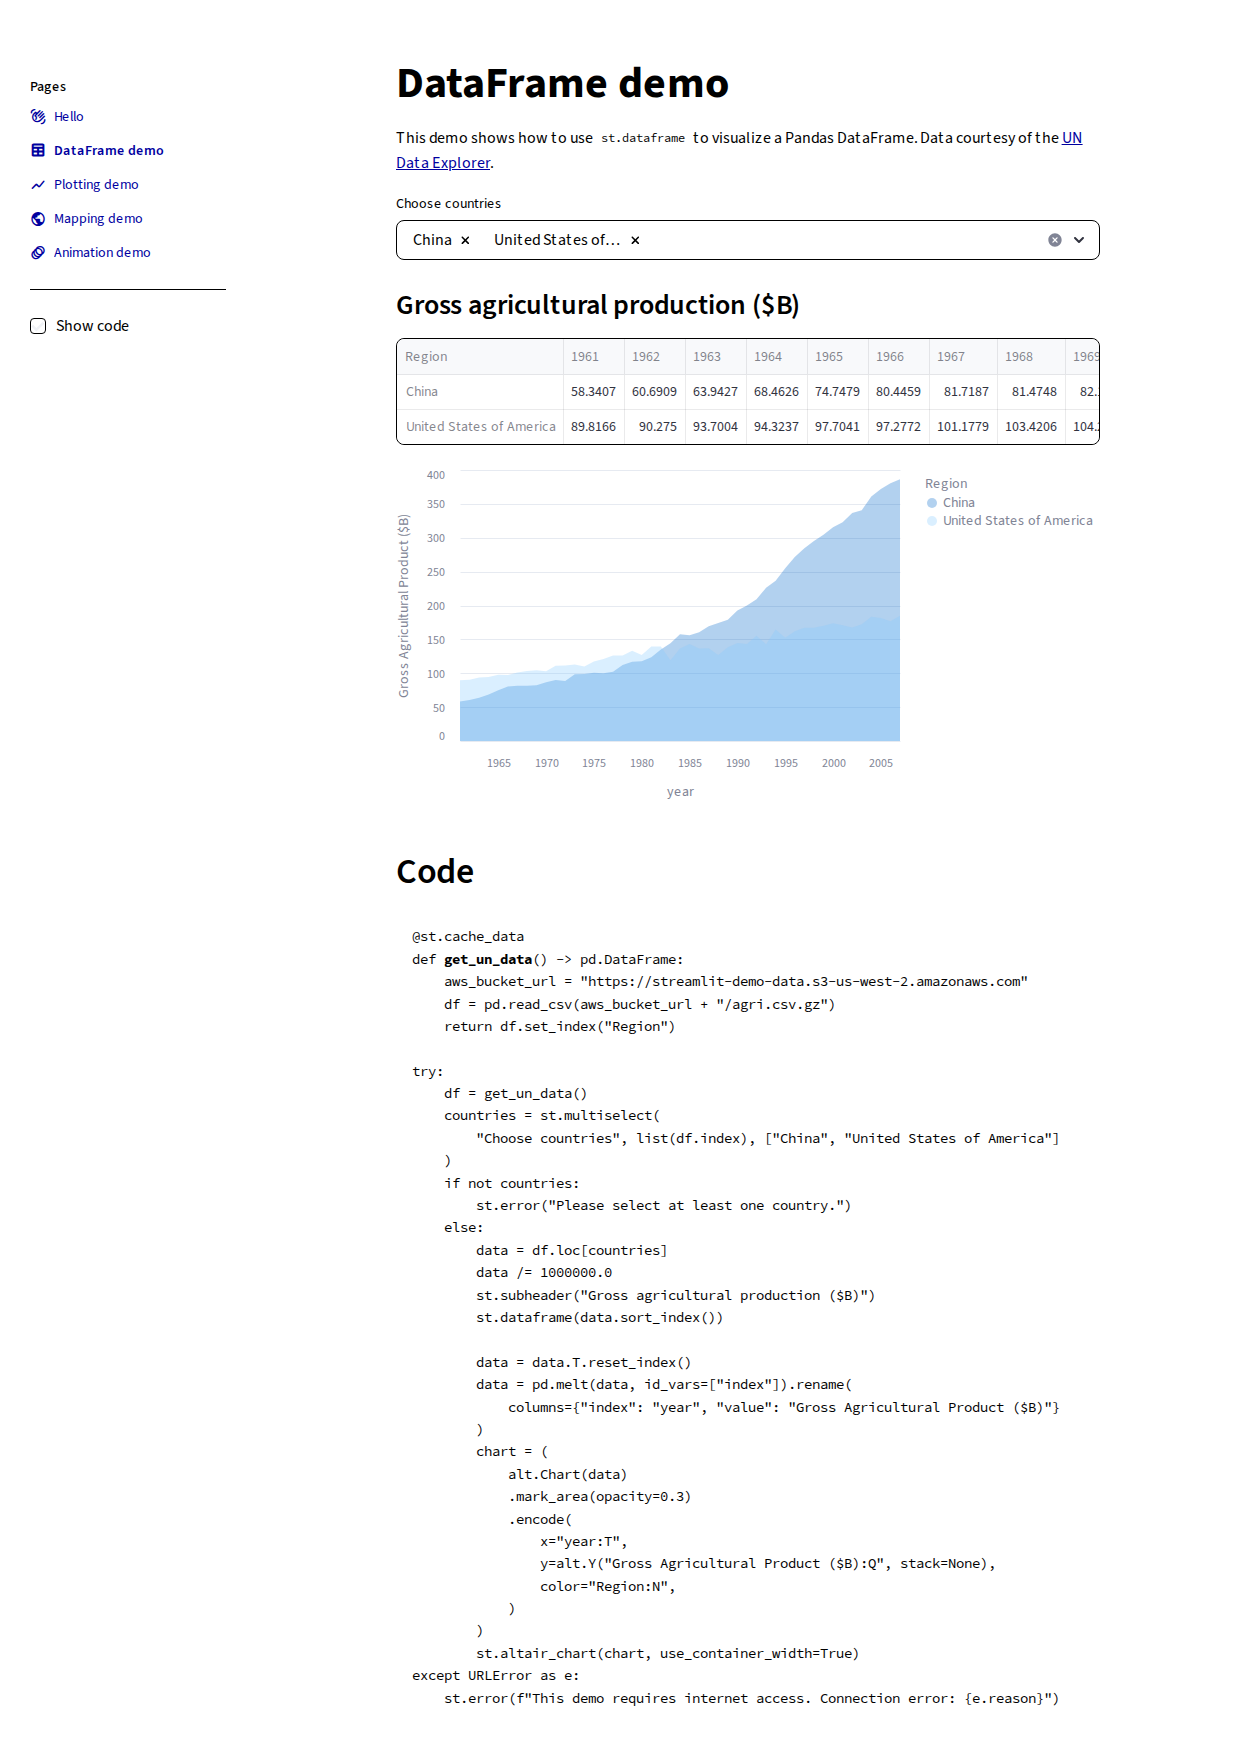 Pages
Hello
DataFrame demo
Plotting demo
Mapping demo
Animation demo
Show code
DataFrame demo
This demo shows how to use st.dataframe to visualize a Pandas DataFrame. Data courtesy of the UN
Data Explorer.
Choose countries
China United States of…
Gross agricultural production ($B)
Region 1961 1962 1963 1964 1965 1966 1967 1968 1969
China 58.3407 60.6909 63.9427 68.4626 74.7479 80.4459 81.7187 81.4748 82.
United States of America 89.8166 90.275 93.7004 94.3237 97.7041 97.2772 101.1779 103.4206 104.
400
350
300
250
200
150
100
50
0
Gross Agricultural Product ($B)
1965 1970 1975 1980 1985 1990 1995 2000 2005
year
Region
China
United States of America
Code
@st.cache_data
def get_un_data() -> pd.DataFrame:
    aws_bucket_url = "https://streamlit-demo-data.s3-us-west-2.amazonaws.com"
    df = pd.read_csv(aws_bucket_url + "/agri.csv.gz")
    return df.set_index("Region")
try:
    df = get_un_data()
    countries = st.multiselect(
        "Choose countries", list(df.index), ["China", "United States of America"]
    )
    if not countries:
        st.error("Please select at least one country.")
    else:
        data = df.loc[countries]
        data /= 1000000.0
        st.subheader("Gross agricultural production ($B)")
        st.dataframe(data.sort_index())
        data = data.T.reset_index()
        data = pd.melt(data, id_vars=["index"]).rename(
            columns={"index": "year", "value": "Gross Agricultural Product ($B)"}
        )
        chart = (
            alt.Chart(data)
            .mark_area(opacity=0.3)
            .encode(
                x="year:T",
                y=alt.Y("Gross Agricultural Product ($B):Q", stack=None),
                color="Region:N",
            )
        )
        st.altair_chart(chart, use_container_width=True)
except URLError as e:
    st.error(f"This demo requires internet access. Connection error: {e.reason}")